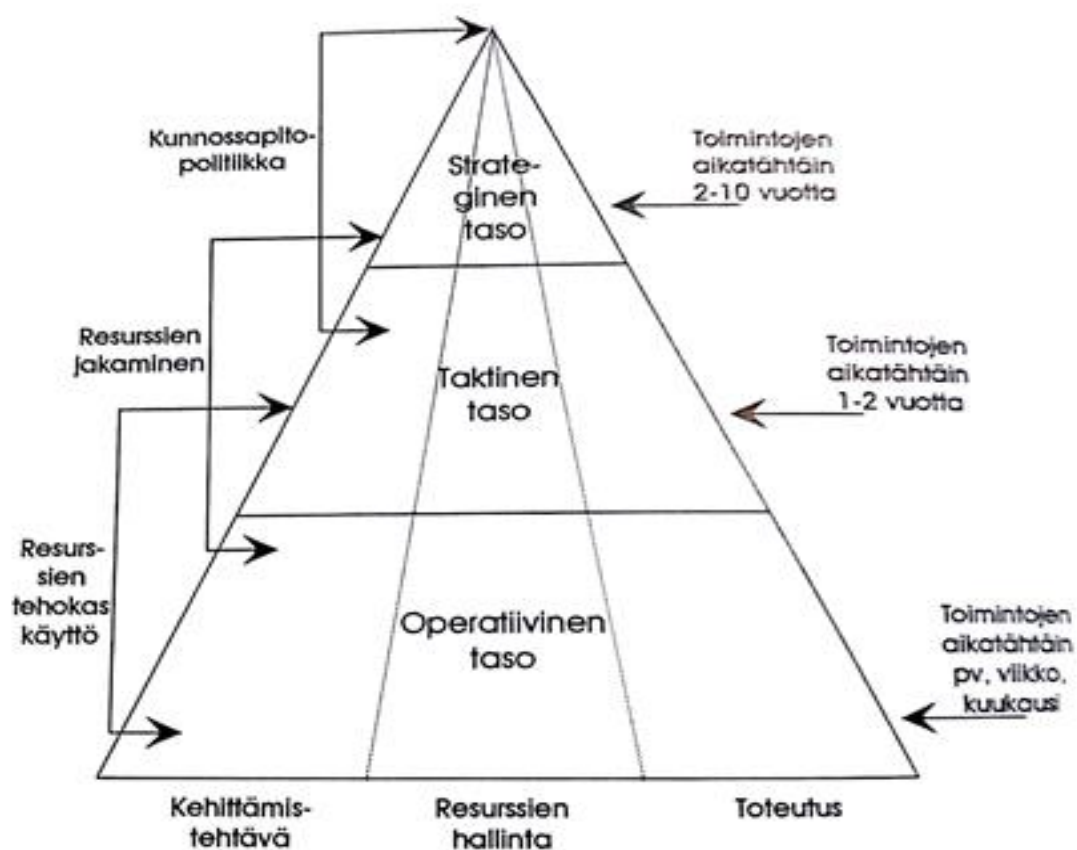 Kunnossapito-
politiikka
Strate-
ginen
taso
Toimintojen
aikatähtäin
2-10 vuotta
Resurssien
jakaminen
Taktinen
taso
Toimintojen
aikatähtäin
1-2 vuotta
Resurs-
sien
tehokas
käyttö
Operatiivinen
taso
Toimintojen
aikatähtäin
pv, viikko,
kuukausi
Kehittämis-
tehtävä
Resurssien
hallinta
Toteutus